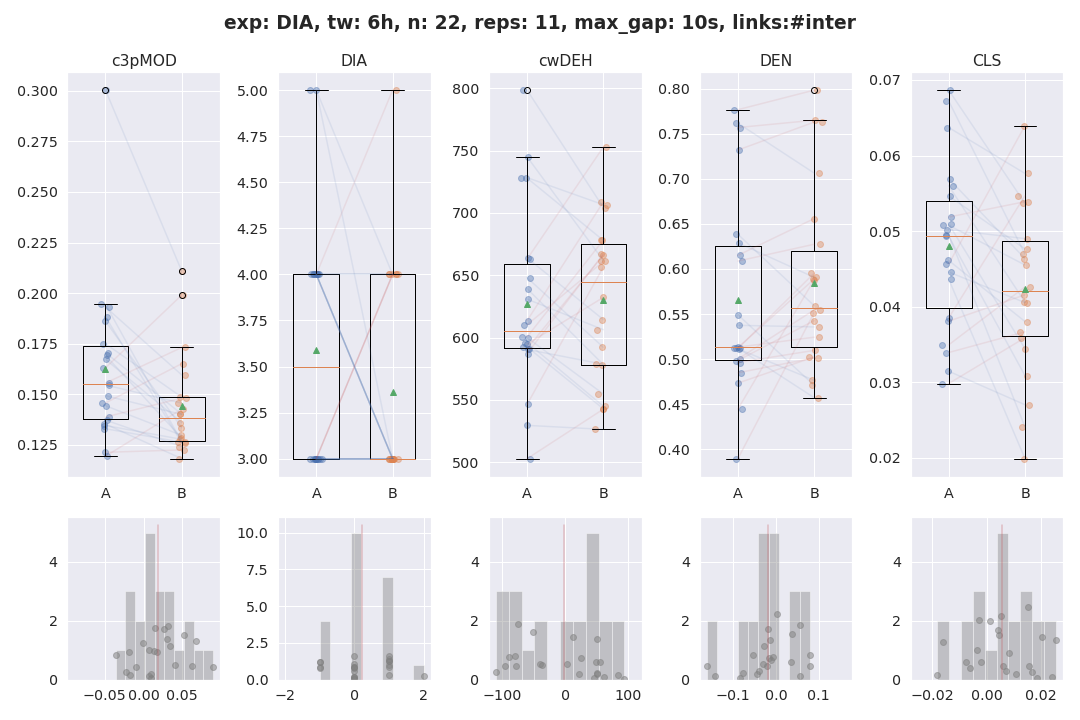 exp: DIA, tw: 6h, n: 22, reps: 11, max_gap: 10s, links:#inter
c3pMOD DIA cwDEH DEN CLS
0.300 5.00 800 0.80 0.07
0.275 4.75 750 0.75 0.06
0.250 4.50 700 0.70 0.05
0.225 4.25 650 0.65 0.04
0.200 4.00 600 0.60 0.03
0.175 3.75 550 0.55 0.02
0.150 3.50 500 0.50
0.125 3.25 0.45
3.00 0.40
A B A B A B A B A B
4 10.0 4 4 4
2 7.5 2 2 2
0 5.0 0 0 0
2.5
0.0
−0.05 0.00 0.05 −2 0 2 −100 0 100 −0.1 0.0 0.1 −0.02 0.00 0.02